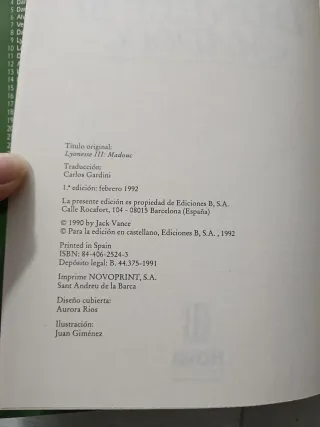 Título original:
Lyonesse III: Madouc
Traducción:
Carlos Gardini
1.ª edición: febrero 1992
La presente edición es propiedad de Ediciones B, S.A.
Calle Rocafort, 104 - 08015 Barcelona (España)
© 1990 by Jack Vance
© Para la edición en castellano, Ediciones B, S.A., 1992
Printed in Spain
ISBN: 84-406-2524-3
Depósito legal: B. 44.375-1991
Imprime NOVOPRINT, S.A.
Sant Andreu de la Barca
Diseño cubierta:
Aurora Ríos
Ilustración:
Juan Giménez